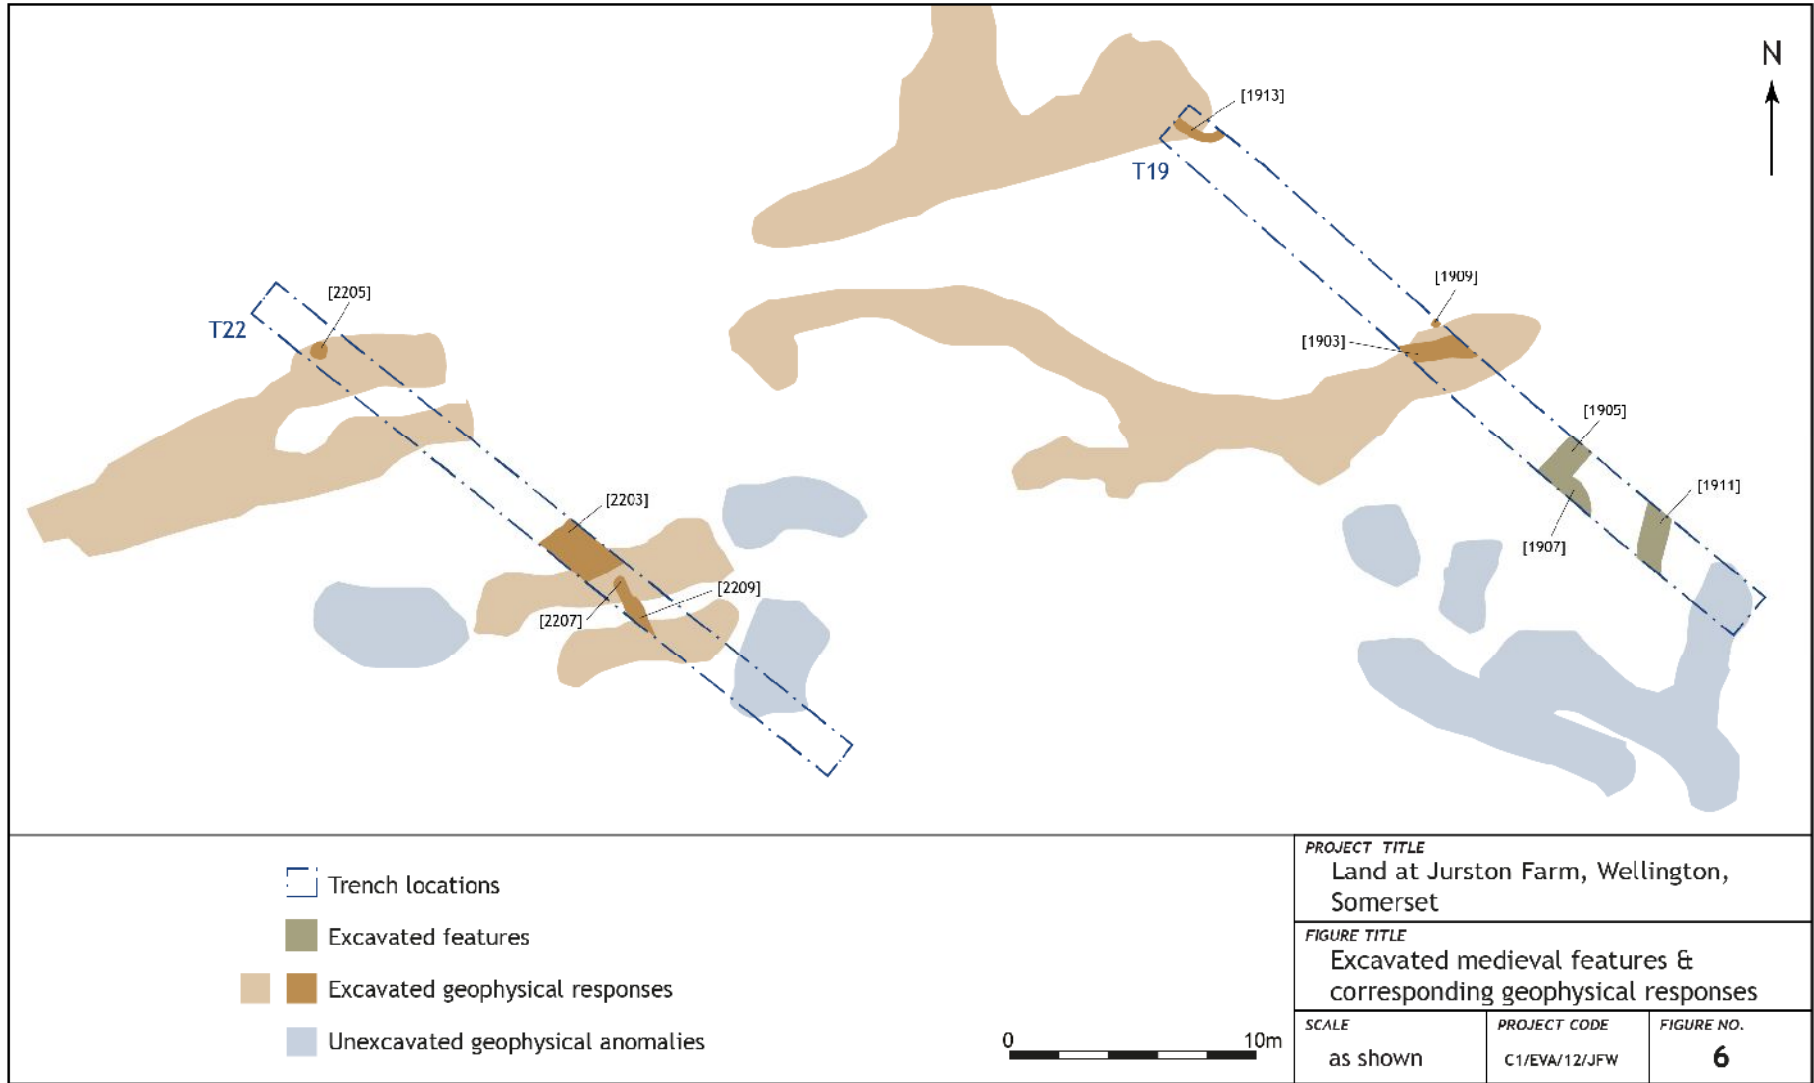 N
[1913]
T19
[1909]
[1903]
[2205]
T22
[1905]
[1911]
[2203]
[1907]
[2209]
[2207]
Trench locations
Excavated features
Excavated geophysical responses
Unexcavated geophysical anomalies
0 10m
PROJECT TITLE
Land at Jurston Farm, Wellington,
Somerset
FIGURE TITLE
Excavated medieval features &
corresponding geophysical responses
SCALE
as shown
PROJECT CODE
C1/EVA/12/JFW
FIGURE NO.
6